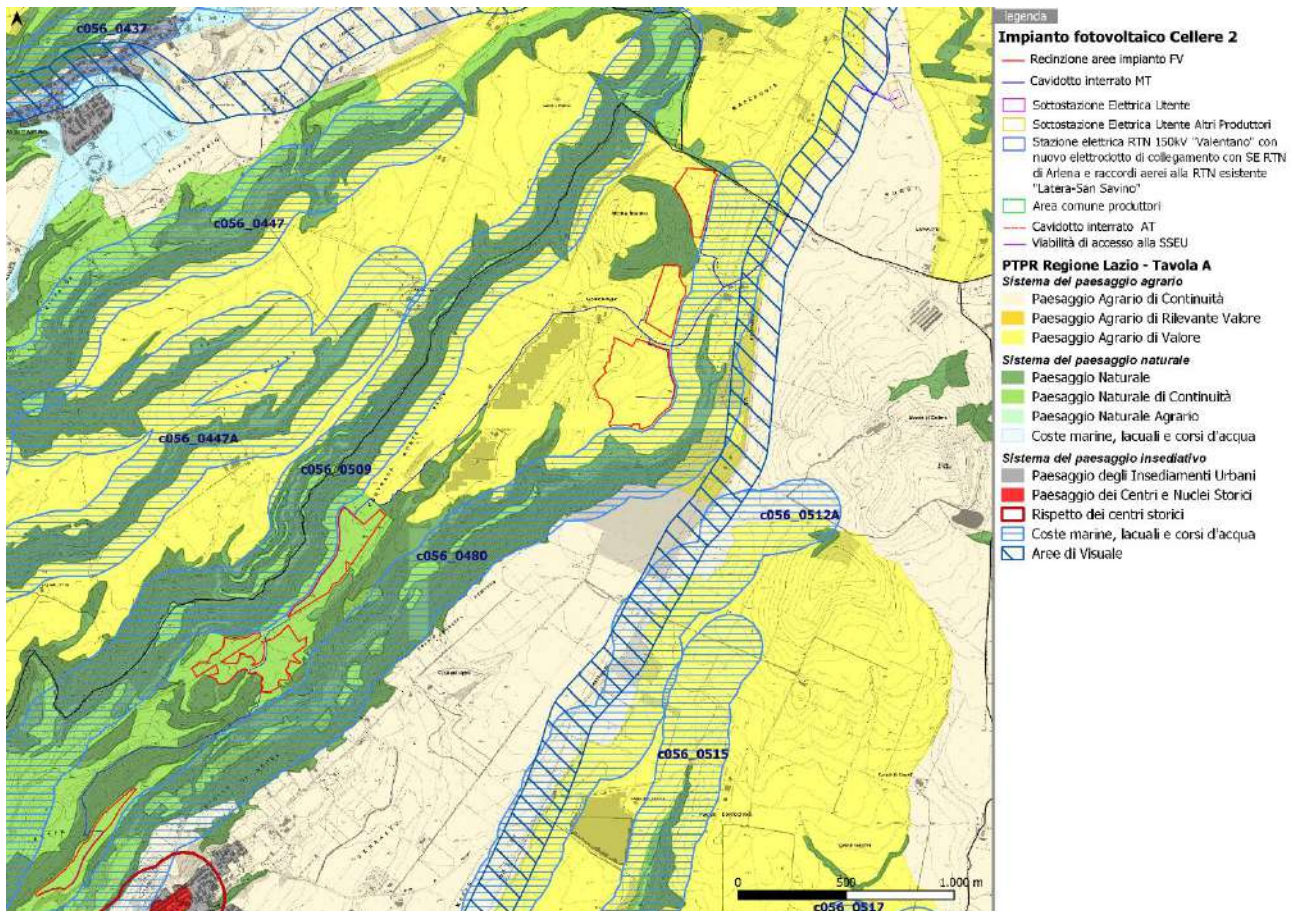 c056_0437
c056_0447
c056_0447A
c056_0509
c056_0480
c056_0512A
c056_0515
c056_0517
0 500 1.000 m
legenda
Impianto fotovoltaico Cellere 2
Recinzione aree impianto FV
Cavidotto interrato MT
Sottostazione Elettrica Utente
Sottostazione Elettrica Utente Altri Produttori
Stazione elettrica RTN 150kV "Valentano" con
nuovo elettrodotto di collegamento con SE RTN
di Arlena e raccordi aerei alla RTN esistente
"Latera-San Savino"
Area comune produttori
Cavidotto interrato AT
Viabilità di accesso alla SSEU
PTPR Regione Lazio - Tavola A
Sistema del paesaggio agrario
Paesaggio Agrario di Continuità
Paesaggio Agrario di Rilevante Valore
Paesaggio Agrario di Valore
Sistema del paesaggio naturale
Paesaggio Naturale
Paesaggio Naturale di Continuità
Paesaggio Naturale Agrario
Coste marine, lacuali e corsi d'acqua
Sistema del paesaggio insediativo
Paesaggio degli Insediamenti Urbani
Paesaggio dei Centri e Nuclei Storici
Rispetto dei centri storici
Coste marine, lacuali e corsi d'acqua
Aree di Visuale